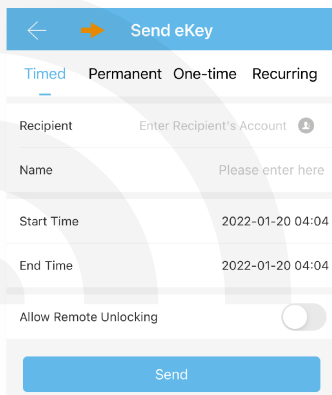 Send eKey
Timed Permanent One-time Recurring
Recipient Enter Recipient's Account
Name Please enter here
Start Time 2022-01-20 04:04
End Time 2022-01-20 04:04
Allow Remote Unlocking
Send